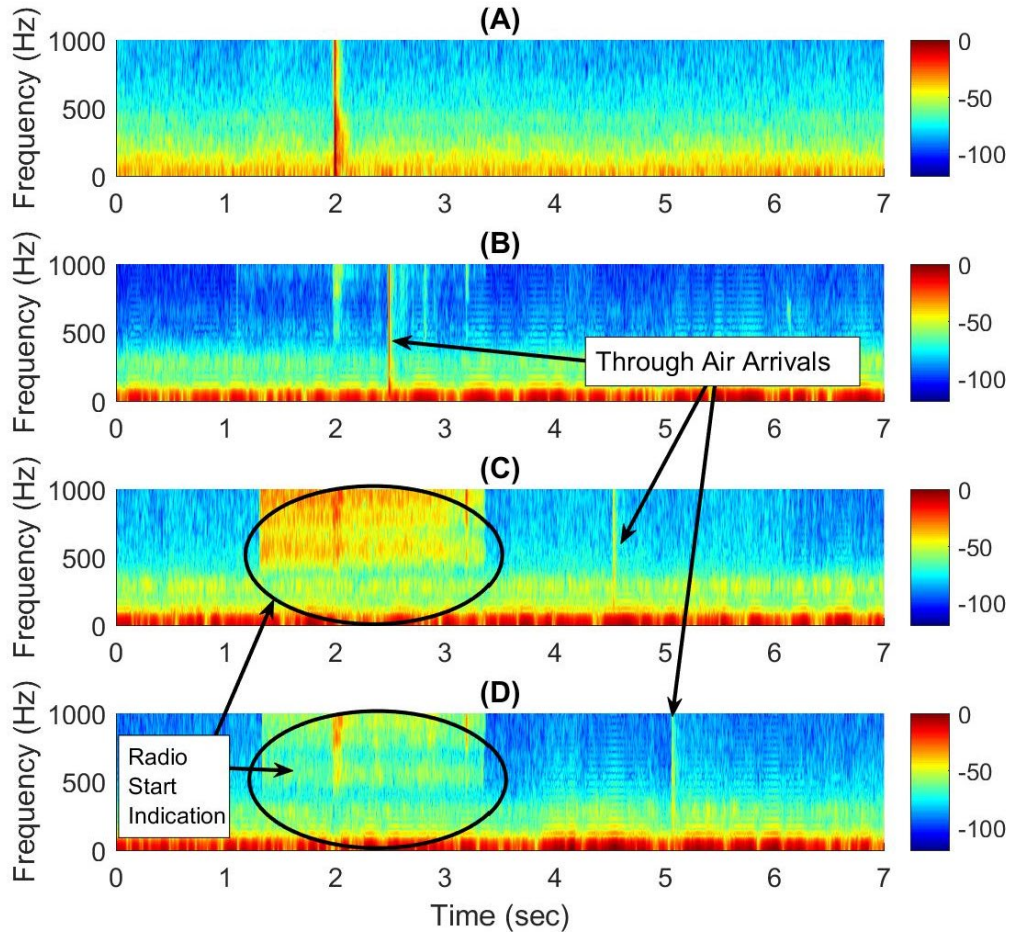 (A)
Frequency (Hz)
1000
500
0
0 1 2 3 4 5 6 7
0
-50
-100
(B)
Frequency (Hz)
1000
500
0
0 1 2 3 4 5 6 7
0
-50
-100
Through Air Arrivals
(C)
Frequency (Hz)
1000
500
0
0 1 2 3 4 5 6 7
0
-50
-100
(D)
Frequency (Hz)
1000
500
0
0 1 2 3 4 5 6 7
0
-50
-100
Radio
Start
Indication
Time (sec)